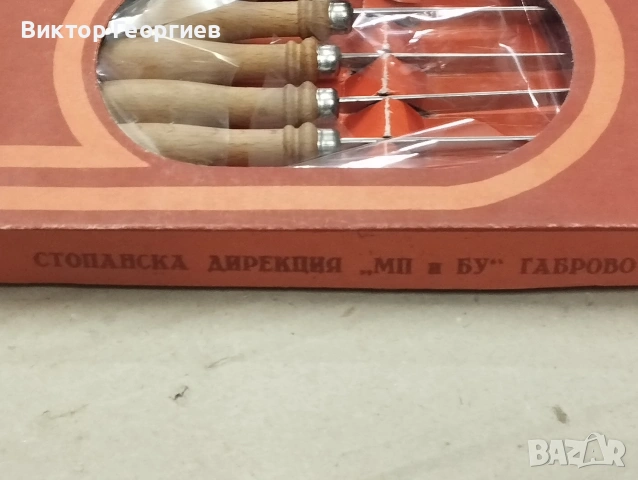 Виктор Георгиев
СТОПАНСКА ДИРЕКЦИЯ „МП и БУ“ ГАБРОВО
BAZAR